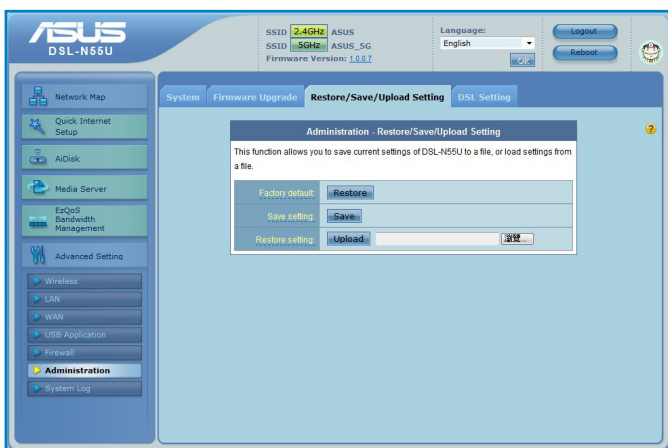 ASUS
DSL-N55U
SSID 2.4GHz ASUS
SSID 5GHz ASUS_5G
Firmware Version: 1.0.0.7
Language:
English
Ok
Logout
Reboot
Network Map
Quick Internet
Setup
AiDisk
Media Server
EzQoS
Bandwidth
Management
Advanced Setting
Wireless
LAN
WAN
USB Application
Firewall
Administration
System Log
System
Firmware Upgrade
Restore/Save/Upload Setting
DSL Setting
Administration - Restore/Save/Upload Setting
This function allows you to save current settings of DSL-N55U to a file, or load settings from
a file.
Factory default: Restore
Save setting: Save
Restore setting: Upload 瀏覽...
?